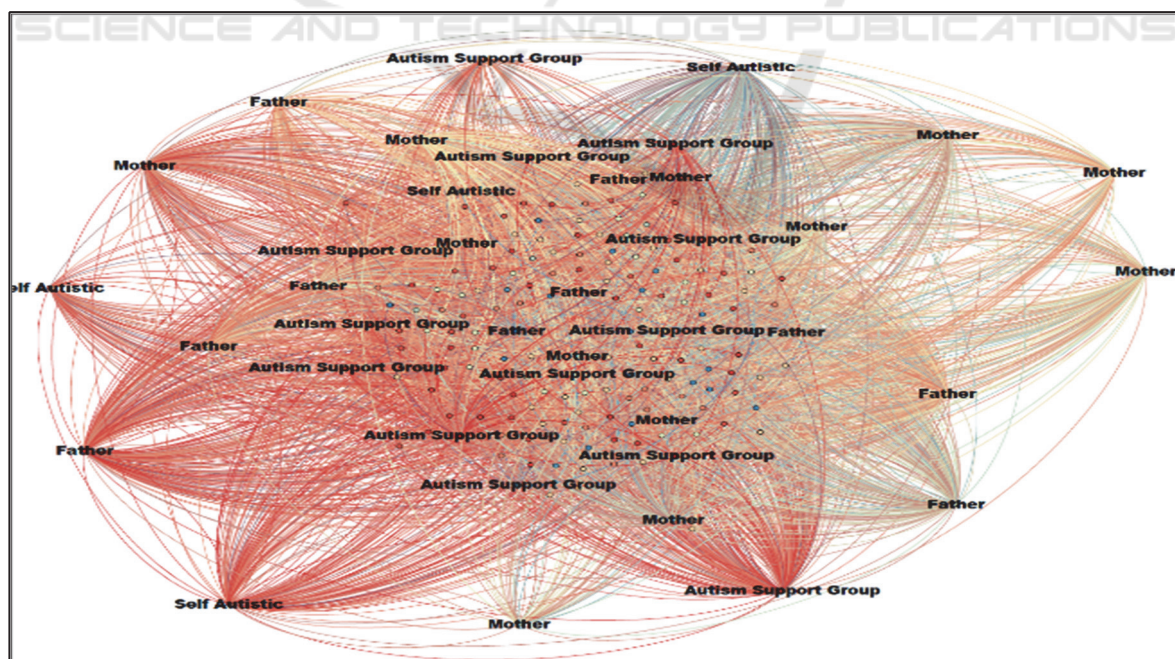 SCIENCE AND TECHNOLOGY PUBLICATIONS
Autism Support Group
Self Autistic
Father
Mother
Mother
Autism Support Group
Mother
Autism Support Group
Mother
Father
Mother
Self Autistic
Mother
Autism Support Group
Mother
Autism Support Group
Mother
Self Autistic
Father
Father
Autism Support Group
Father
Autism Support Group
Father
Father
Mother
Autism Support Group
Autism Support Group
Father
Mother
Autism Support Group
Father
Autism Support Group
Autism Support Group
Father
Mother
Autism Support Group
Self Autistic
Mother